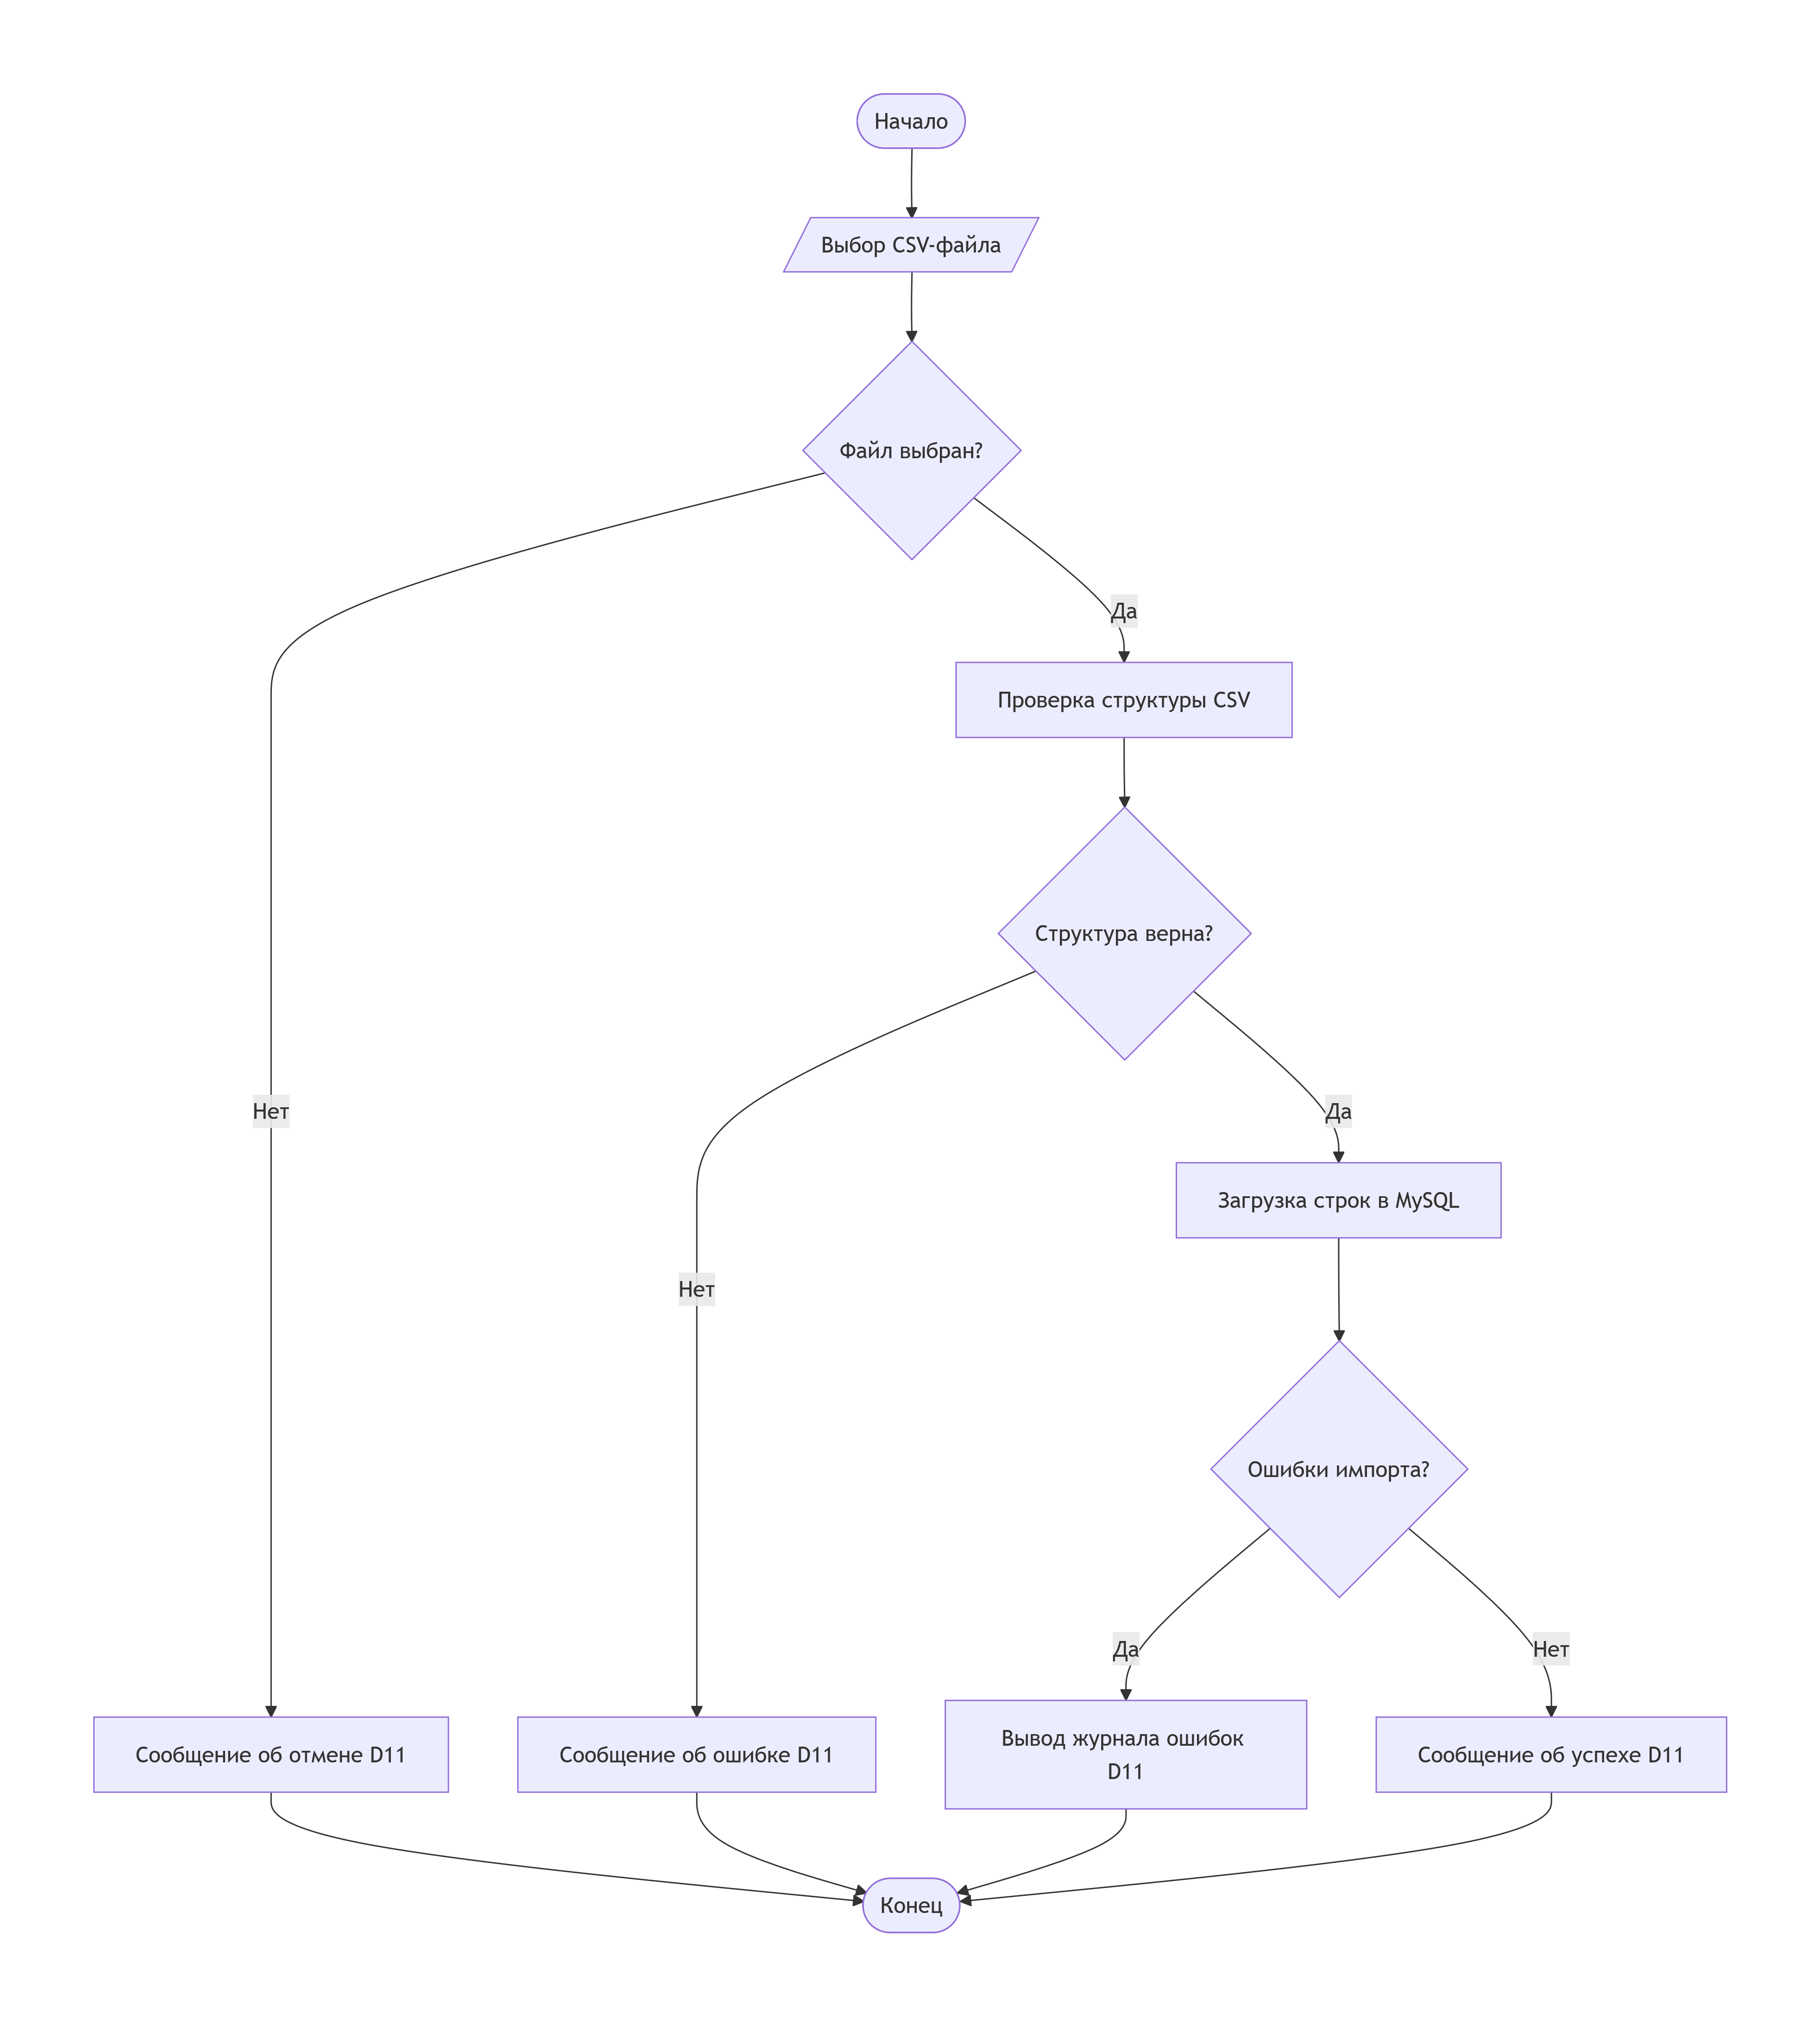 Начало
Выбор CSV-файла
Файл выбран?
Да
Проверка структуры CSV
Структура верна?
Нет
Да
Загрузка строк в MySQL
Нет
Ошибки импорта?
Да
Нет
Сообщение об отмене D11
Сообщение об ошибке D11
Вывод журнала ошибок
D11
Сообщение об успехе D11
Конец